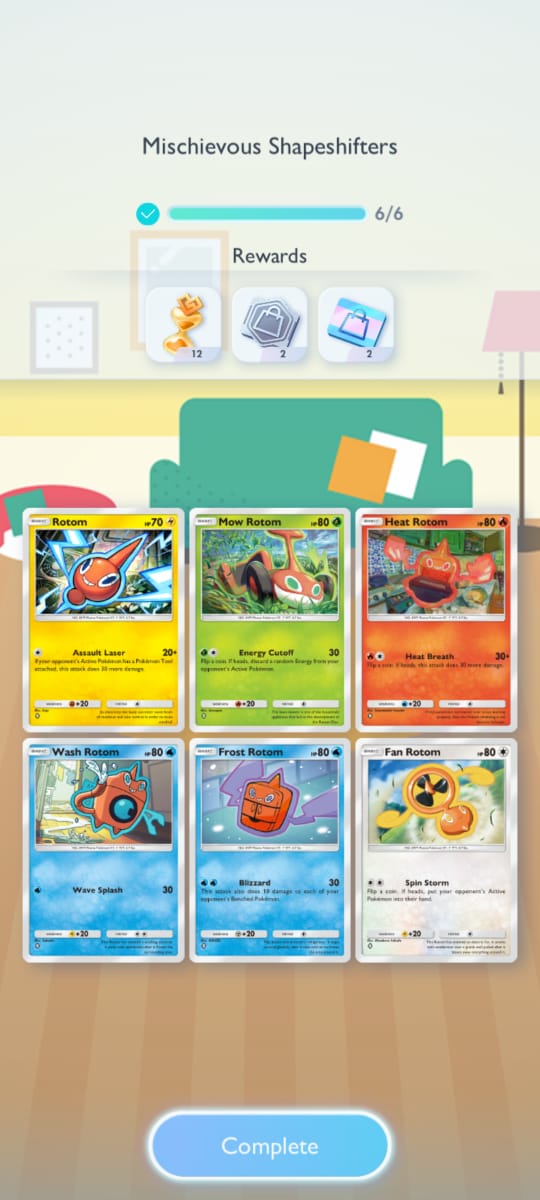 Mischievous Shapeshifters
6/6
Rewards
12
2
2
Rotom HP70
Mow Rotom HP80
Heat Rotom HP80
Assault Laser 20+
If your opponent's Active Pokémon has a Pokémon Tool
attached, this attack does 30 more damage.
Energy Cutoff 30
Flip a coin. If heads, discard a random Energy from your
opponent's Active Pokémon.
Heat Breath 30+
Flip a coin. If heads, this attack does 30 more damage.
+20
+20
+20
Wash Rotom HP80
Frost Rotom HP80
Fan Rotom HP80
Wave Splash 30
Blizzard 30
This attack also does 10 damage to each of your
opponent's Benched Pokémon.
Spin Storm
Flip a coin. If heads, put your opponent's Active
Pokémon into their hand.
+20
+20
+20
Complete